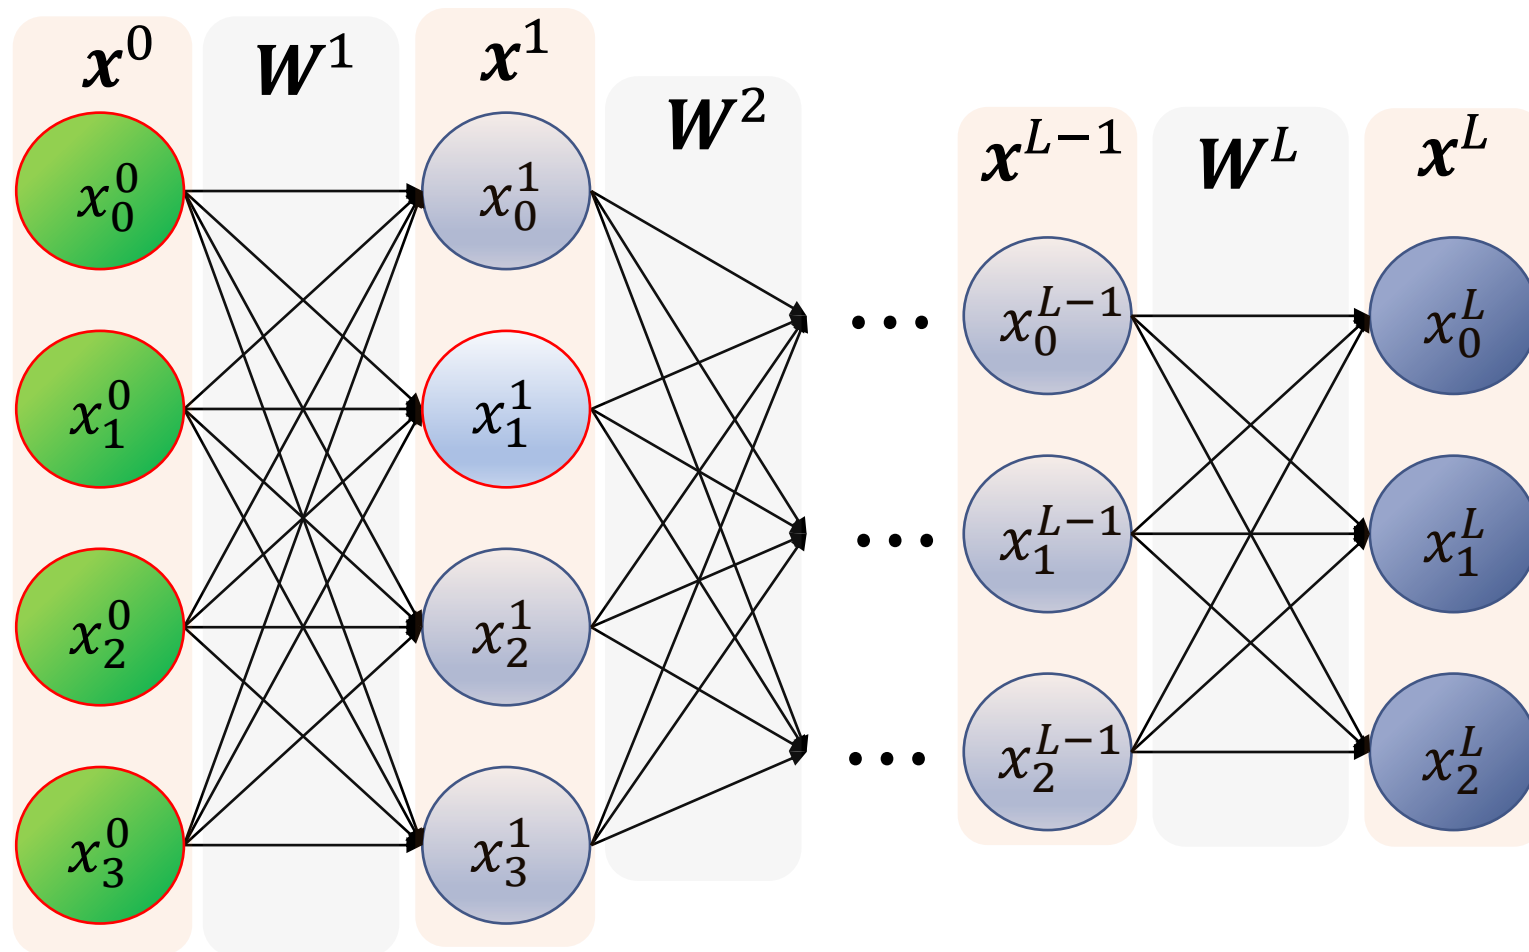 x^0 W^1 x^1 W^2 x^{L−1} W^L x^L
x_0^0 x_0^1 ... x_0^{L−1} x_0^L
x_1^0 x_1^1 ... x_1^{L−1} x_1^L
x_2^0 x_2^1 ... x_2^{L−1} x_2^L
x_3^0 x_3^1